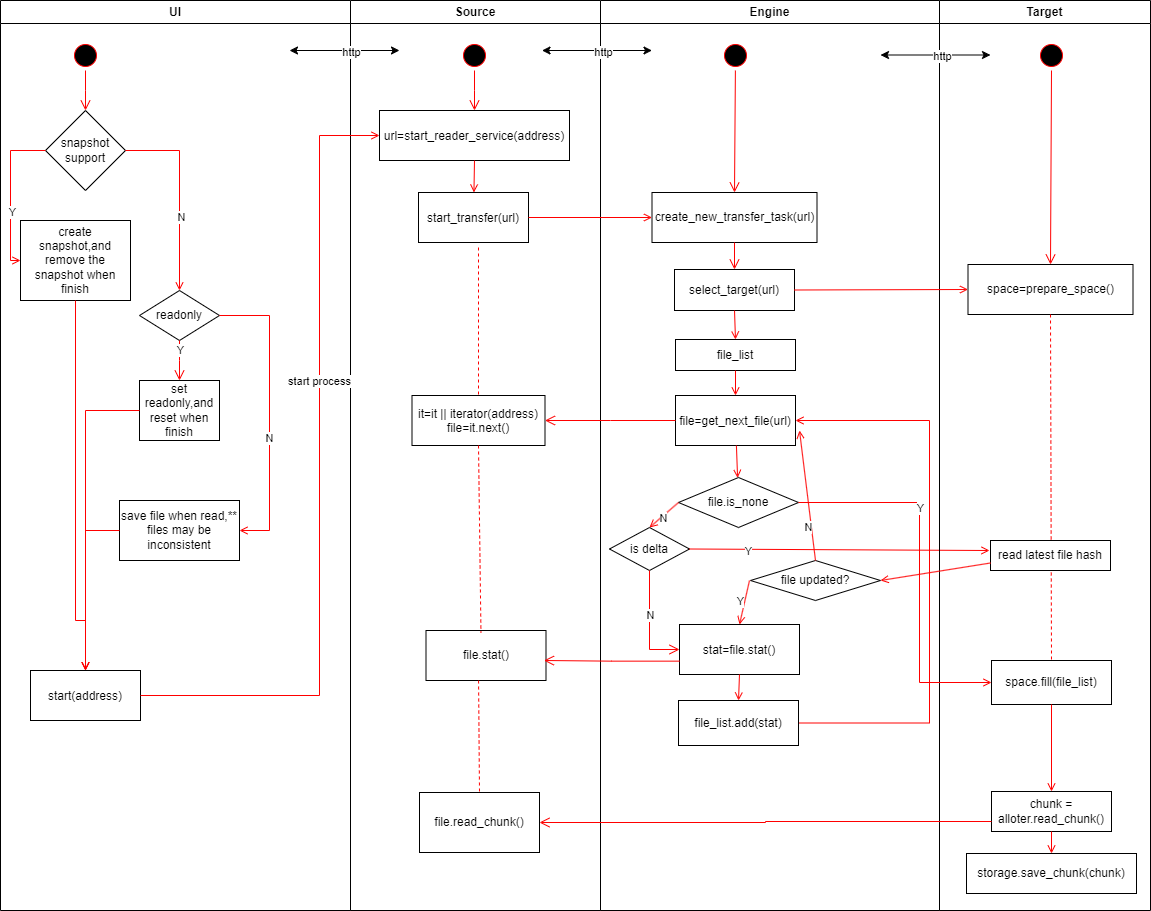 UI
Source
Engine
Target
http
http
http
snapshot
support
Y
N
create
snapshot,and
remove the
snapshot when
finish
readonly
Y
N
set
readonly,and
reset when
finish
save file when read,**
files may be
inconsistent
start(address)
start process
url=start_reader_service(address)
start_transfer(url)
it=it || iterator(address)
file=it.next()
file.stat()
file.read_chunk()
create_new_transfer_task(url)
select_target(url)
file_list
file=get_next_file(url)
file.is_none
N
Y
is delta
Y
N
file updated?
N
Y
stat=file.stat()
file_list.add(stat)
space=prepare_space()
read latest file hash
space.fill(file_list)
chunk =
alloter.read_chunk()
storage.save_chunk(chunk)